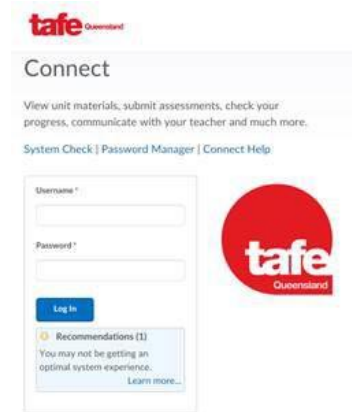 tafe Queensland
Connect
View unit materials, submit assessments, check your
progress, communicate with your teacher and much more.
System Check | Password Manager | Connect Help
Username *
Password *
Log In
Recommendations (1)
You may not be getting an
optimal system experience.
Learn more...
tafe
Queensland